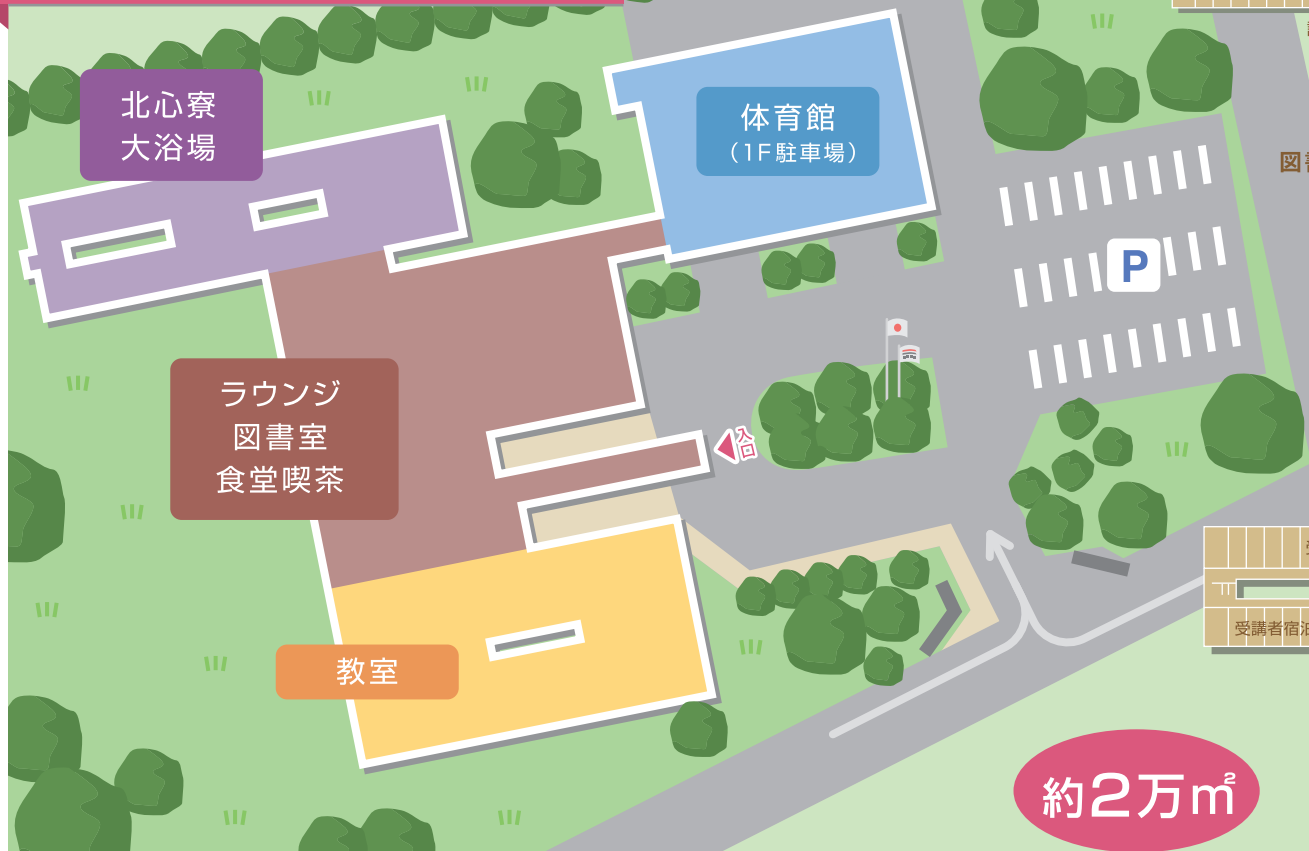 北心寮
大浴場
体育館
（1F駐車場）
図
P
ラウンジ
図書室
食堂喫茶
入口
受講者宿泊
教室
約2万㎡